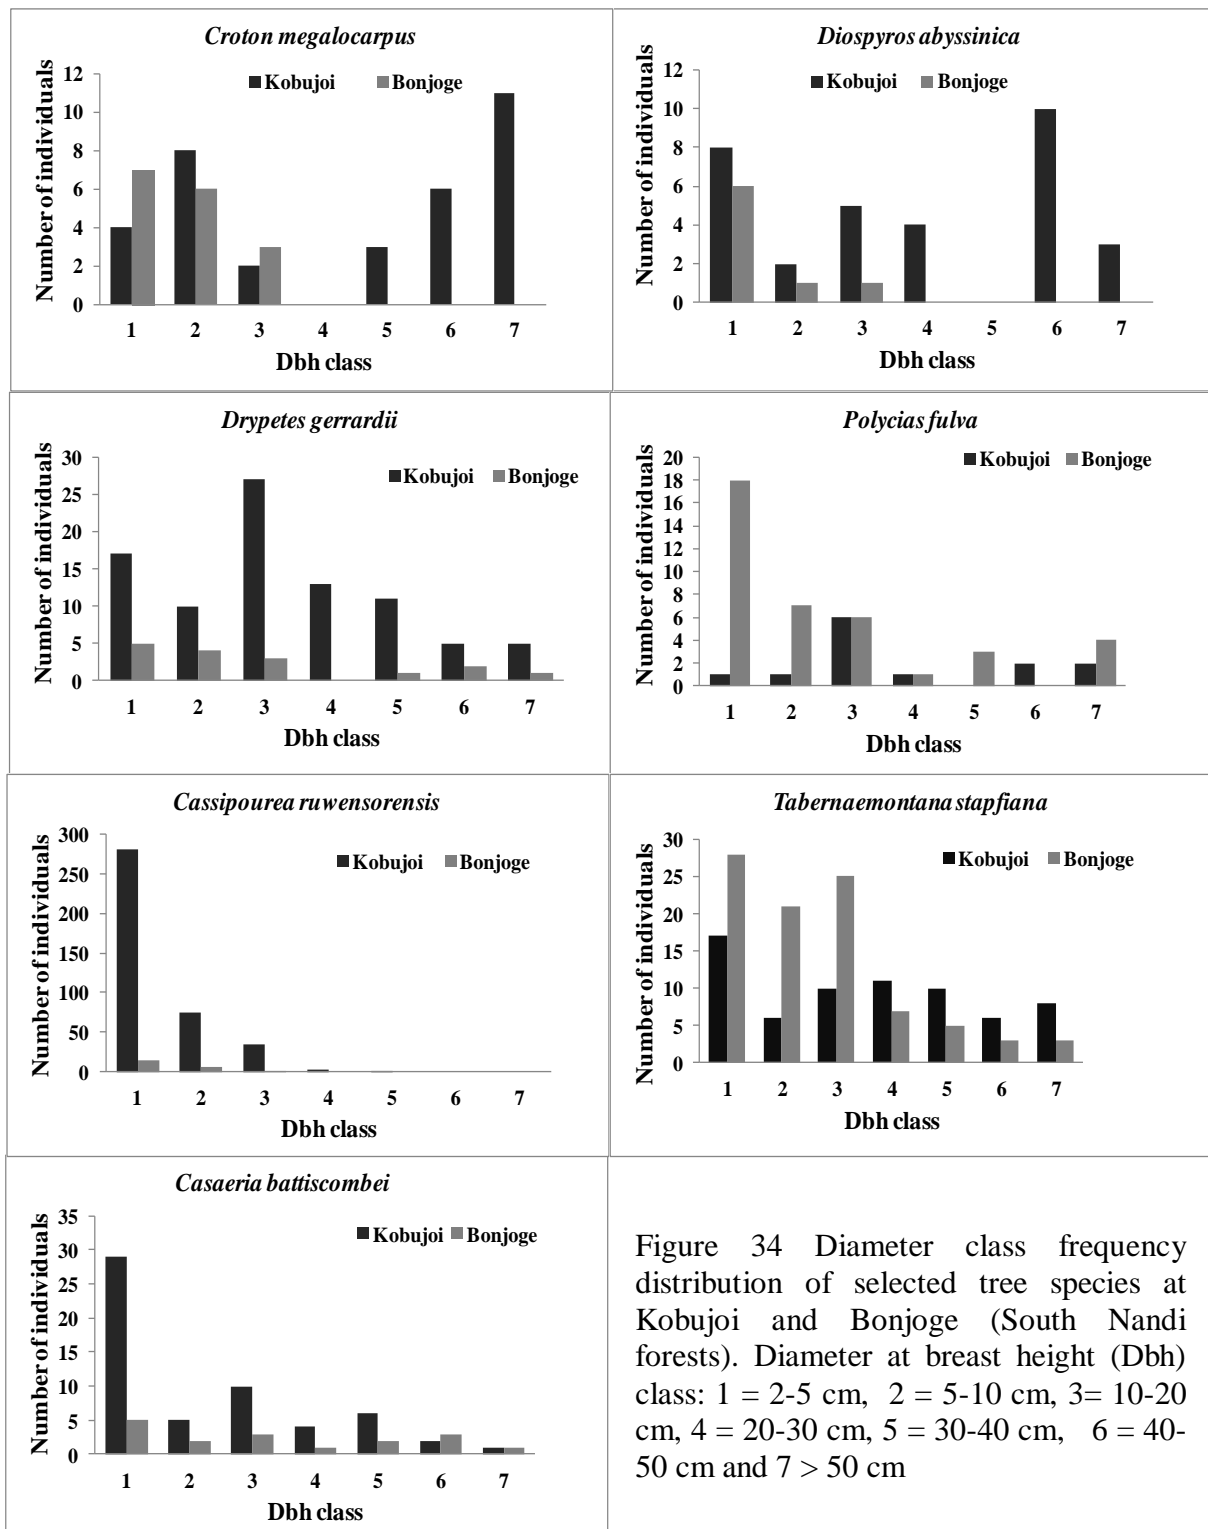 Croton megalocarpus
Kobujoi Bonjoge
Number of individuals
12
10
8
6
4
2
0
1 2 3 4 5 6 7
Dbh class
Diospyros abyssinica
Kobujoi Bonjoge
Number of individuals
12
10
8
6
4
2
0
1 2 3 4 5 6 7
Dbh class
Drypetes gerrardii
Kobujoi Bonjoge
Number of individuals
30
25
20
15
10
5
0
1 2 3 4 5 6 7
Dbh class
Polycias fulva
Kobujoi Bonjoge
Number of individuals
20
18
16
14
12
10
8
6
4
2
0
1 2 3 4 5 6 7
Dbh class
Cassipourea ruwensorensis
Kobujoi Bonjoge
Number of individuals
300
250
200
150
100
50
0
1 2 3 4 5 6 7
Dbh class
Tabernaemontana stapfiana
Kobujoi Bonjoge
Number of individuals
30
25
20
15
10
5
0
1 2 3 4 5 6 7
Dbh class
Casaeria battiscombei
Kobujoi Bonjoge
Number of individuals
35
30
25
20
15
10
5
0
1 2 3 4 5 6 7
Dbh class
Figure 34 Diameter class frequency
distribution of selected tree species at
Kobujoi and Bonjoge (South Nandi
forests). Diameter at breast height (Dbh)
class: 1 = 2-5 cm, 2 = 5-10 cm, 3= 10-20
cm, 4 = 20-30 cm, 5 = 30-40 cm, 6 = 40-
50 cm and 7 > 50 cm